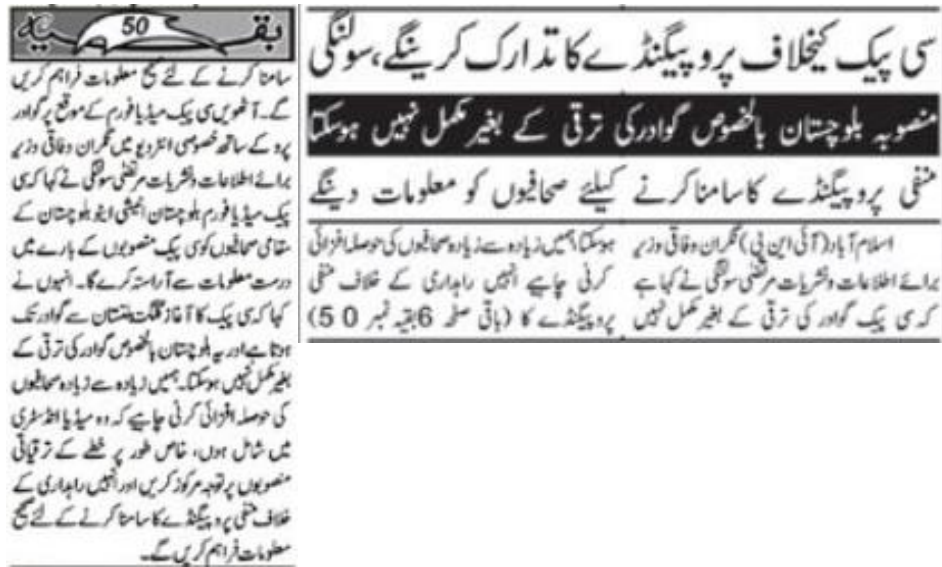 سی پیک کیخلاف پروپیگنڈے کا تدارک کرینگے، سولنگی
منصوبہ بلوچستان بالخصوص گوادر کی ترقی کے بغیر مکمل نہیں ہوسکتا
منفی پروپیگنڈے کا سامنا کرنے کیلئے صحافیوں کو معلومات دینگے
اسلام آباد (آئی این پی) نگران وفاقی وزیر
برائے اطلاعات ونشریات مرتضیٰ سولنگی نے کہا ہے
کہ سی پیک گوادر کی ترقی کے بغیر مکمل نہیں
ہوسکتا ہمیں زیادہ سے زیادہ صحافیوں کی حوصلہ افزائی
کرنی چاہیے انہیں راہداری کے خلاف منفی
پروپیگنڈے کا (باقی صفحہ 6 بقیہ نمبر 50)
بقیہ 50
سامنا کرنے کے لئے صحیح معلومات فراہم کریں
گے۔ آٹھویں سی پیک میڈیا فورم کے موقع پر گوادر
پرو کے ساتھ خصوصی انٹرویو میں نگران وفاقی وزیر
برائے اطلاعات ونشریات مرتضیٰ سولنگی نے کہا کہ سی
پیک میڈیا فورم بلوچستان انیشی ایٹو بلوچستان کے
مقامی صحافیوں کو سی پیک منصوبوں کے بارے میں
درست معلومات سے آراستہ کرے گا۔ انہوں نے
کہا کہ سی پیک کا آغاز گلگت بلتستان سے گوادر تک
ہوتا ہے اور یہ بلوچستان بالخصوص گوادر کی ترقی کے
بغیر مکمل نہیں ہوسکتا۔ ہمیں زیادہ سے زیادہ صحافیوں
کی حوصلہ افزائی کرنی چاہیے کہ وہ میڈیا انڈسٹری
میں شامل ہوں، خاص طور پر خطے کے ترقیاتی
منصوبوں پر توجہ مرکوز کریں اور انہیں راہداری کے
خلاف منفی پروپیگنڈے کا سامنا کرنے کے لئے صحیح
معلومات فراہم کریں گے۔